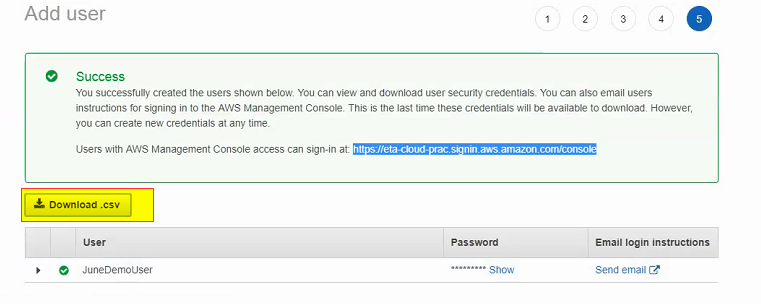 Add user
1 2 3 4 5
Success
You successfully created the users shown below. You can view and download user security credentials. You can also email users
instructions for signing in to the AWS Management Console. This is the last time these credentials will be available to download. However,
you can create new credentials at any time.
Users with AWS Management Console access can sign-in at: https://eta-cloud-prac.signin.aws.amazon.com/console
Download .csv
User Password Email login instructions
JuneDemoUser ********* Show Send email